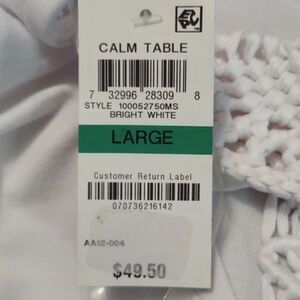 CALM TABLE
7 32996 28309 8
STYLE 100052750MS
BRIGHT WHITE
LARGE
Customer Return Label
070736216142
AA12-004
$49.50